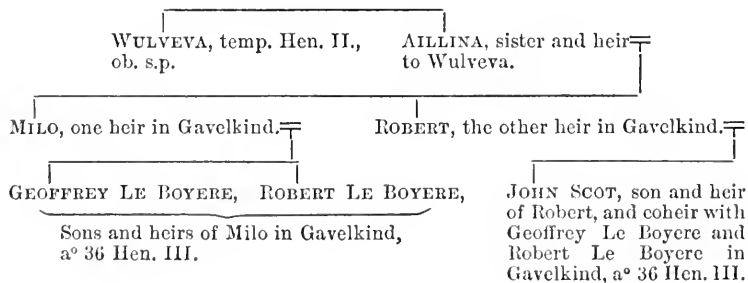 WULVEVA, temp. Hen. II.,
ob. s.p.
AILLINA, sister and heir
to Wulveva.
MILO, one heir in Gavelkind.
ROBERT, the other heir in Gavelkind.
GEOFFREY LE BOYERE, ROBERT LE BOYERE,
Sons and heirs of Milo in Gavelkind,
aº 36 Hen. III.
JOHN SCOT, son and heir
of Robert, and coheir with
Geoffrey Le Boyere and
Robert Le Boyere in
Gavelkind, aº 36 Hen. III.